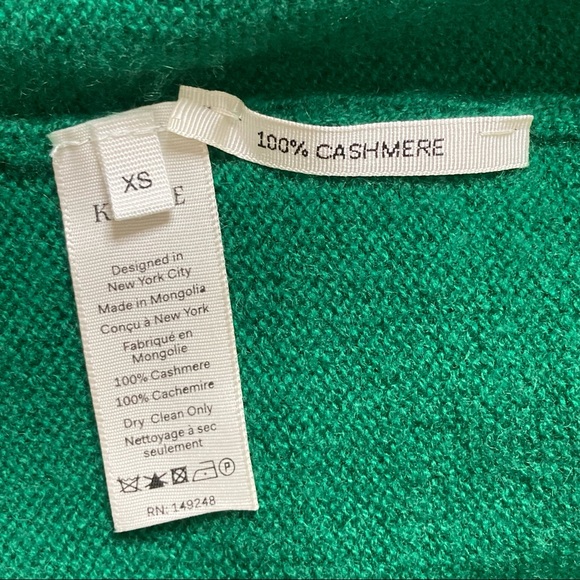 100% CASHMERE
XS
Designed in
New York City
Made in Mongolia
Conçu à New York
Fabriqué en
Mongolie
100% Cashmere
100% Cachemire
Dry Clean Only
Nettoyage à sec
seulement
P
RN: 149248